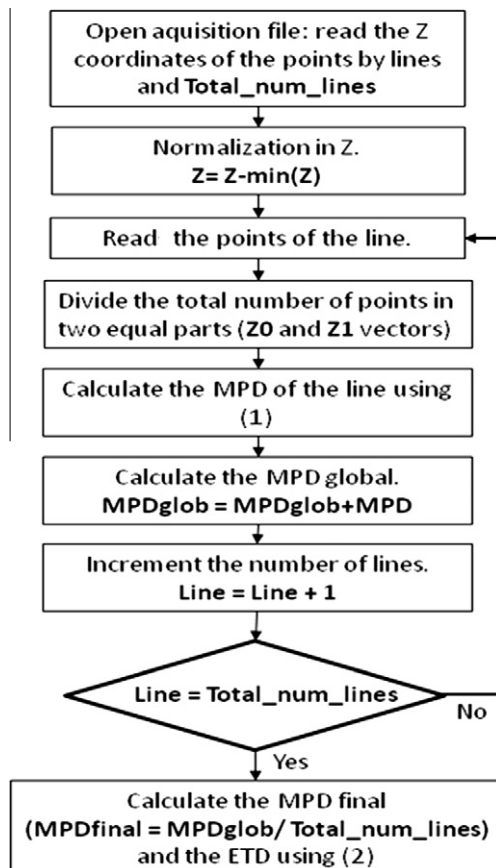 Open aquisition file: read the Z
coordinates of the points by lines
and Total_num_lines
Normalization in Z.
Z= Z-min(Z)
Read the points of the line.
Divide the total number of points in
two equal parts (Z0 and Z1 vectors)
Calculate the MPD of the line using
(1)
Calculate the MPD global.
MPDglob = MPDglob+MPD
Increment the number of lines.
Line = Line + 1
Line = Total_num_lines
No
Yes
Calculate the MPD final
(MPDfinal = MPDglob/ Total_num_lines)
and the ETD using (2)